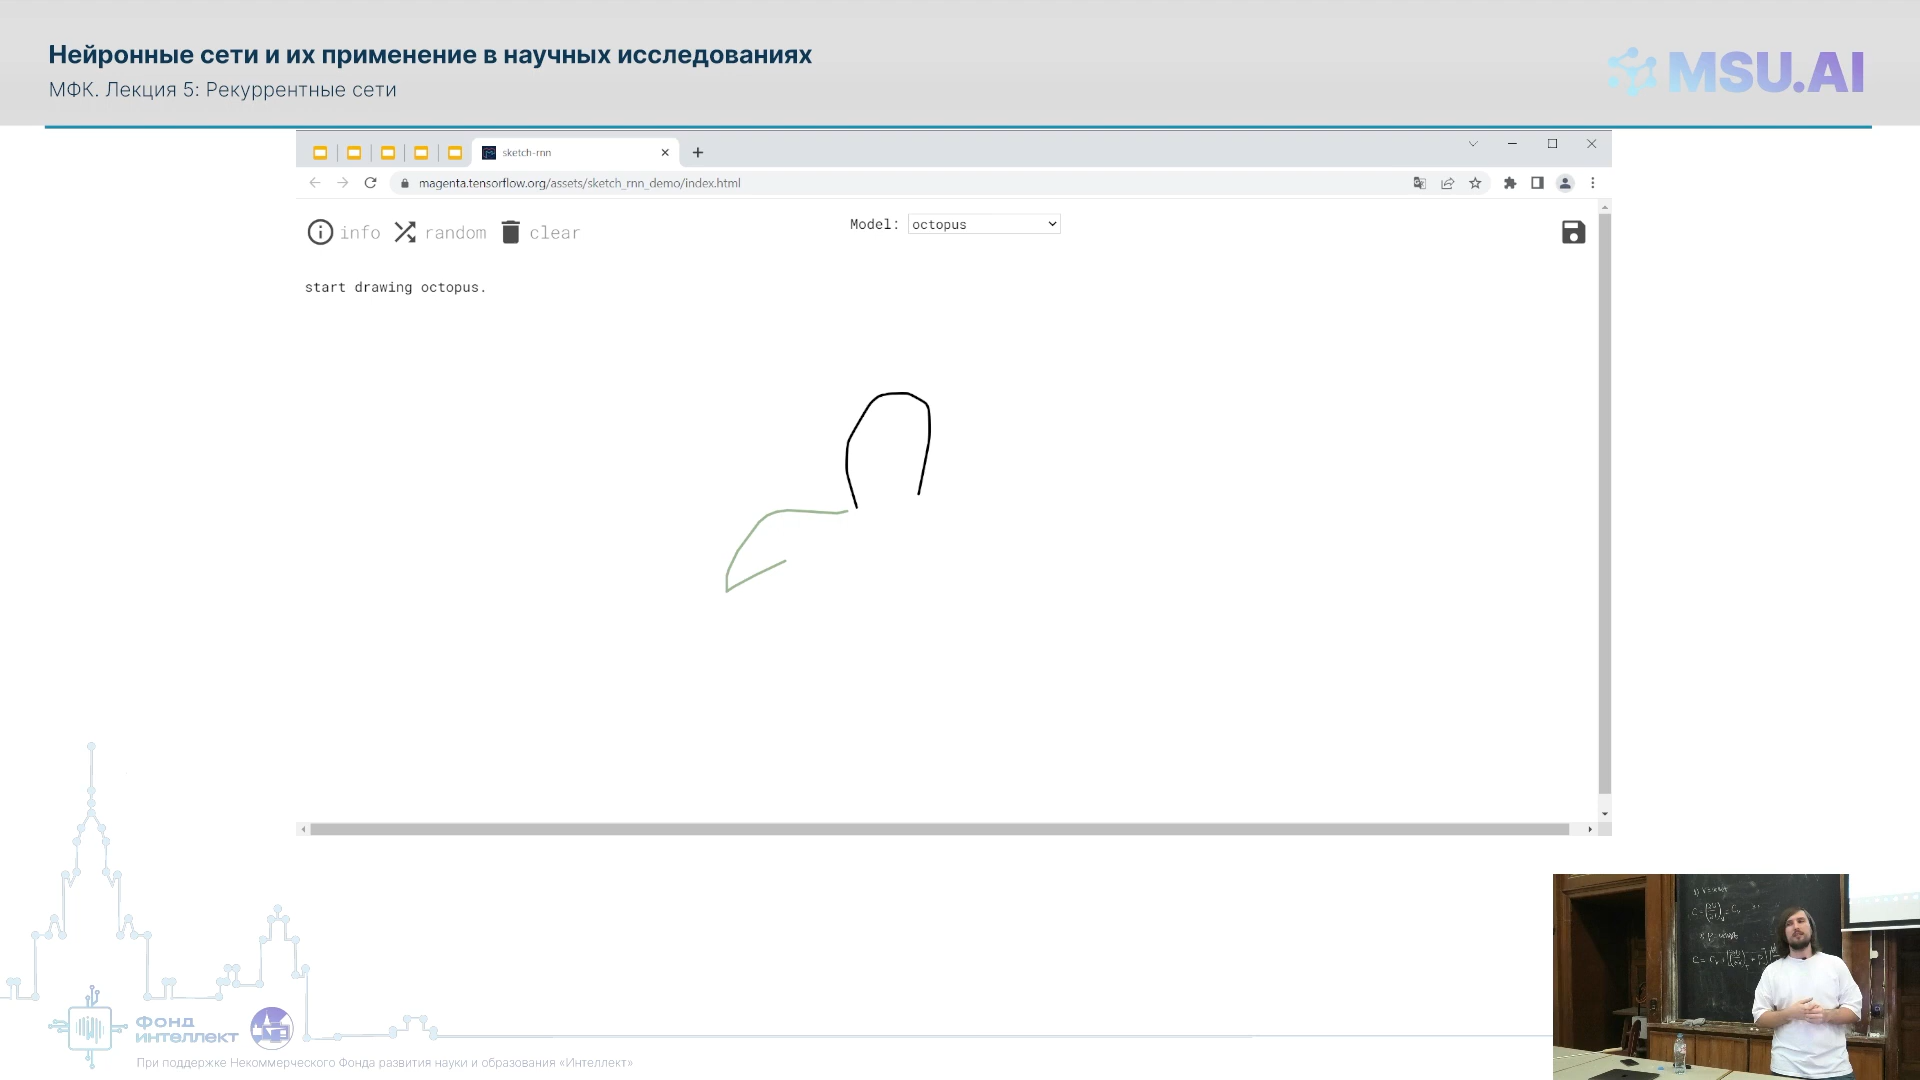 Нейронные сети и их применение в научных исследованиях
МФК. Лекция 5: Рекуррентные сети
MSU.AI
sketch-rnn
magenta.tensorflow.org/assets/sketch_rnn_demo/index.html
info random clear
Model: octopus
start drawing octopus.
ФОНД
ИНТЕЛЛЕКТ
При поддержке Некоммерческого Фонда развития науки и образования «Интеллект»